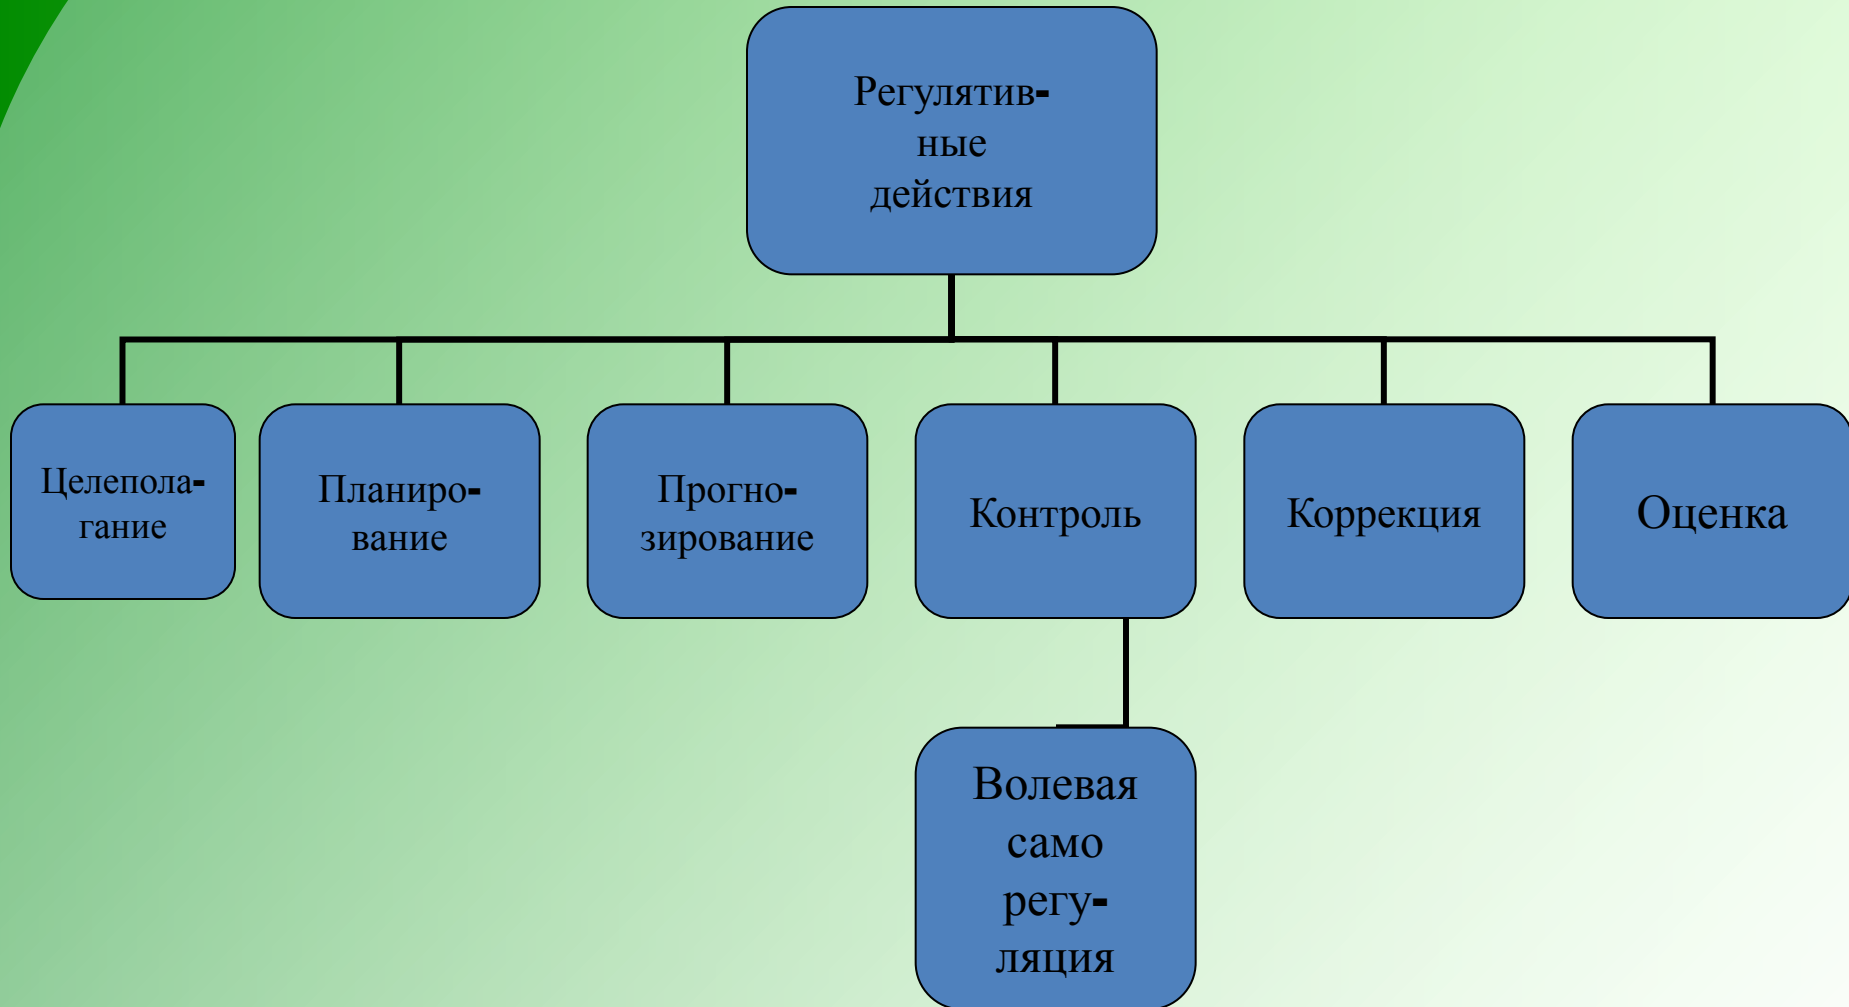 Регулятив-
ные
действия
Целепола-
гание
Планиро-
вание
Прогно-
зирование
Контроль
Коррекция
Оценка
Волевая
само
регу-
ляция